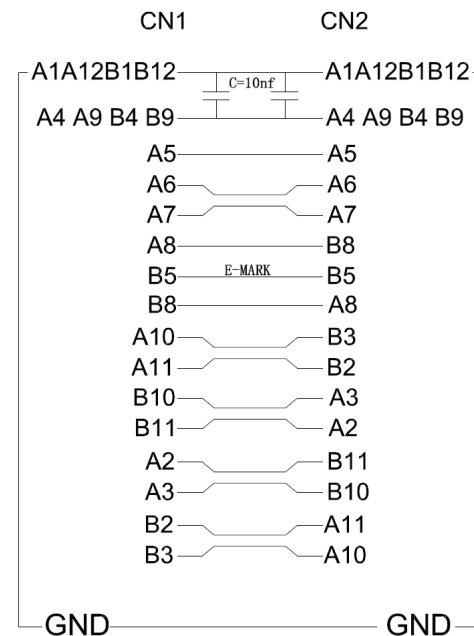 CN1 CN2
A1A12B1B12 C=10nf A1A12B1B12
A4 A9 B4 B9 A4 A9 B4 B9
A5 A5
A6 A6
A7 A7
A8 B8
B5 E-MARK B5
B8 A8
A10 B3
A11 B2
B10 A3
B11 A2
A2 B11
A3 B10
B2 A11
B3 A10
GND GND